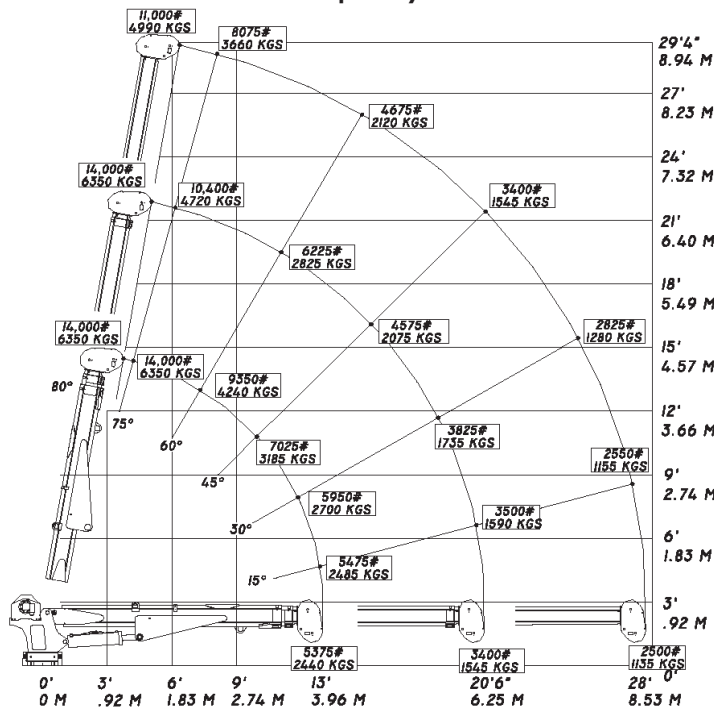 11,000#
4990 KGS
8075#
3660 KGS
29'4"
8.94 M
27'
8.23 M
4675#
2120 KGS
24'
7.32 M
14,000#
6350 KGS
10,400#
4720 KGS
3400#
1545 KGS
21'
6.40 M
6225#
2825 KGS
18'
5.49 M
14,000#
6350 KGS
4575#
2075 KGS
2825#
1280 KGS
15'
4.57 M
14,000#
6350 KGS
9350#
4240 KGS
80°
75°
12'
3.66 M
3825#
1735 KGS
60°
7025#
3185 KGS
2550#
1155 KGS
9'
2.74 M
45°
5950#
2700 KGS
3500#
1590 KGS
30°
6'
1.83 M
5475#
2485 KGS
15°
3'
.92 M
5375#
2440 KGS
3400#
1545 KGS
2500#
1135 KGS
0'
0' 3' 6' 9' 13' 20'6" 28'
0 M .92 M 1.83 M 2.74 M 3.96 M 6.25 M 8.53 M